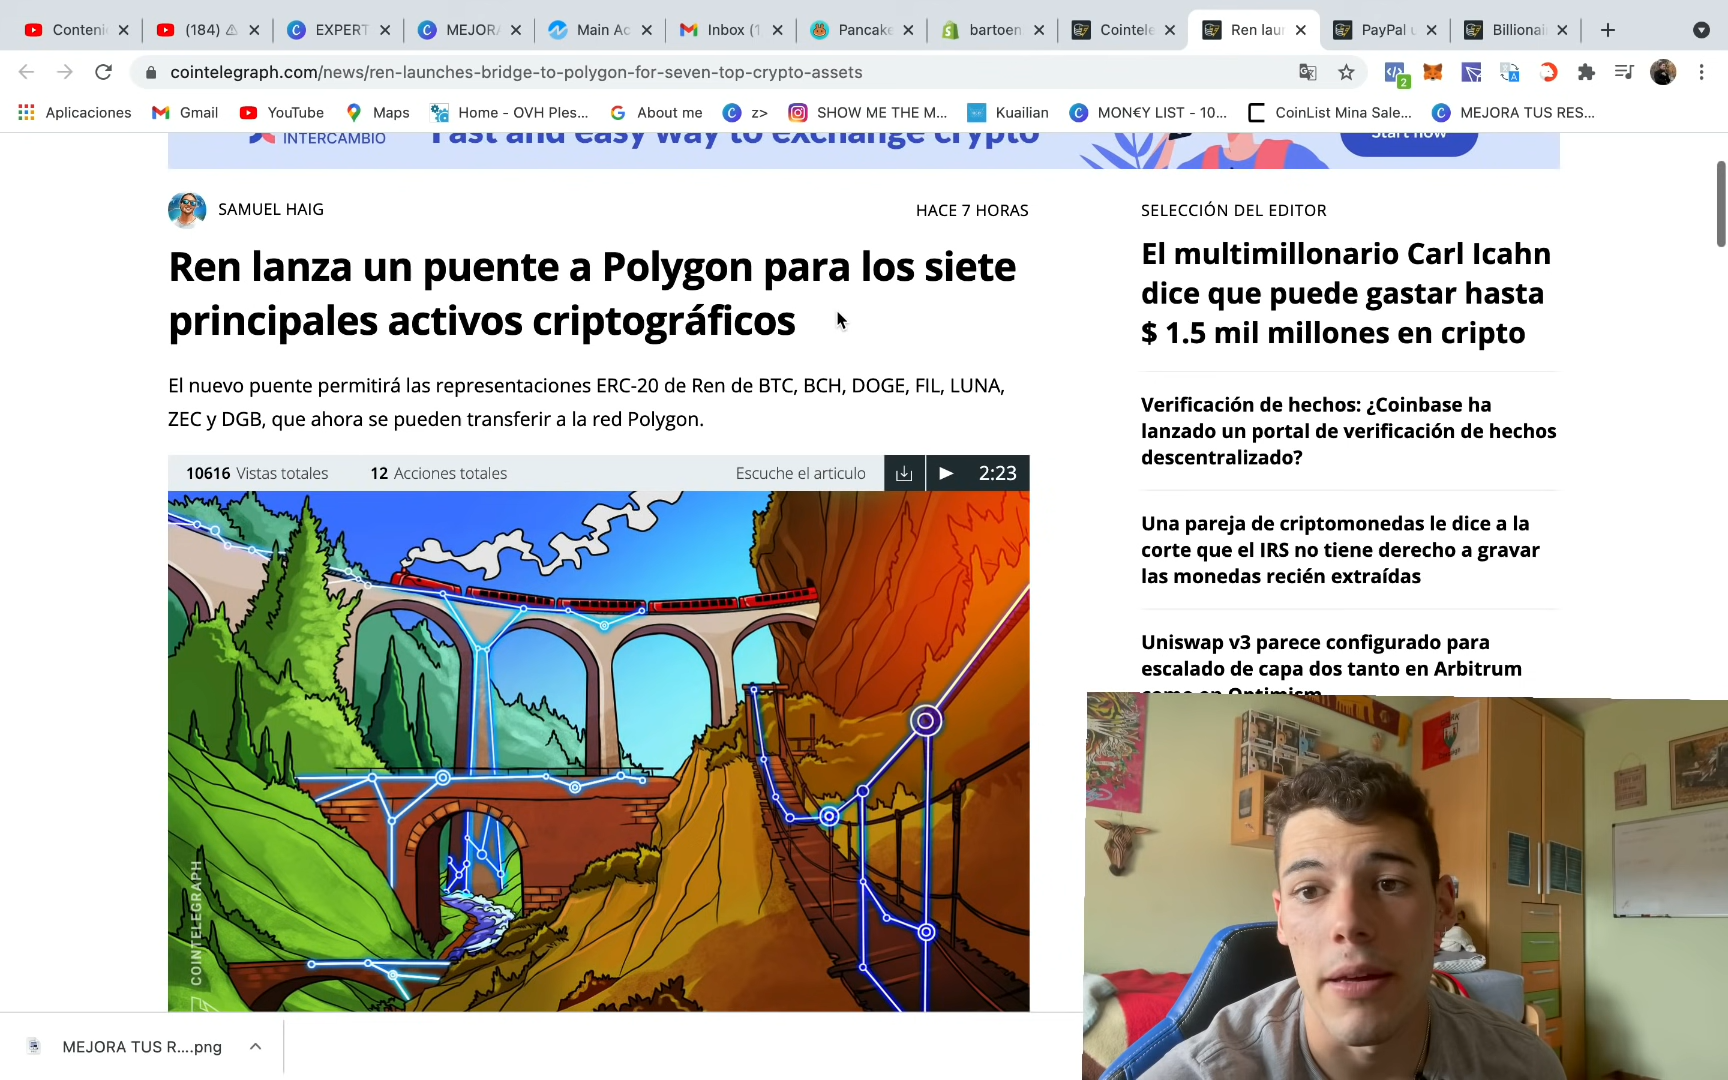 Conteni
(184)
EXPERT
MEJORA
Main Ac
Inbox (1
Pancake
bartoen
Cointele
Ren laun
PayPal u
Billionai
cointelegraph.com/news/ren-launches-bridge-to-polygon-for-seven-top-crypto-assets
2
Aplicaciones
Gmail
YouTube
Maps
Home - OVH Ples...
About me
z>
SHOW ME THE M...
Kuailian
MON€Y LIST - 10...
CoinList Mina Sale...
MEJORA TUS RES...
INTERCAMBIO
Fast and easy way to exchange crypto
Start now
SAMUEL HAIG
HACE 7 HORAS
Ren lanza un puente a Polygon para los siete
principales activos criptográficos
El nuevo puente permitirá las representaciones ERC-20 de Ren de BTC, BCH, DOGE, FIL, LUNA,
ZEC y DGB, que ahora se pueden transferir a la red Polygon.
10616 Vistas totales
12 Acciones totales
Escuche el articulo
2:23
COINTELEGRAPH
SELECCIÓN DEL EDITOR
El multimillonario Carl Icahn
dice que puede gastar hasta
$ 1.5 mil millones en cripto
Verificación de hechos: ¿Coinbase ha
lanzado un portal de verificación de hechos
descentralizado?
Una pareja de criptomonedas le dice a la
corte que el IRS no tiene derecho a gravar
las monedas recién extraídas
Uniswap v3 parece configurado para
escalado de capa dos tanto en Arbitrum
como en Optimism
MEJORA TUS R....png